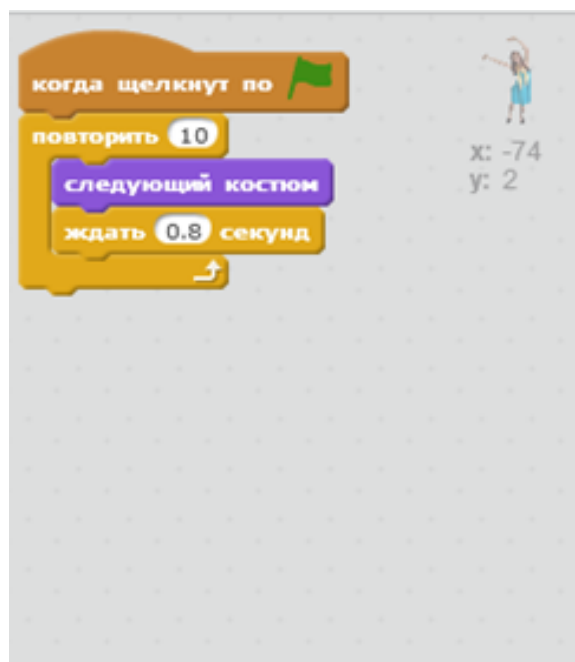 когда щелкнут по
повторить 10
следующий костюм
ждать 0.8 секунд
x: -74
y: 2